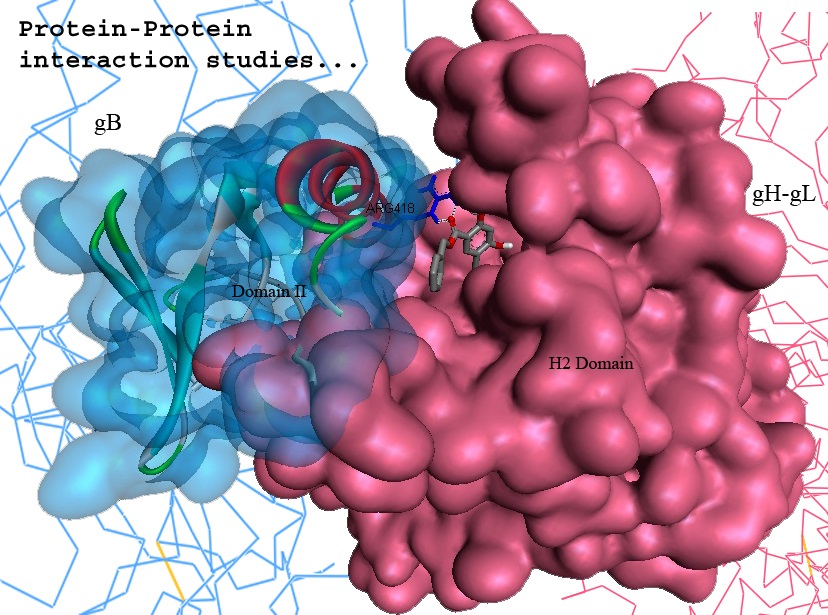 Protein-Protein
interaction studies...
gB
gH-gL
ARG418
Domain II
H2 Domain